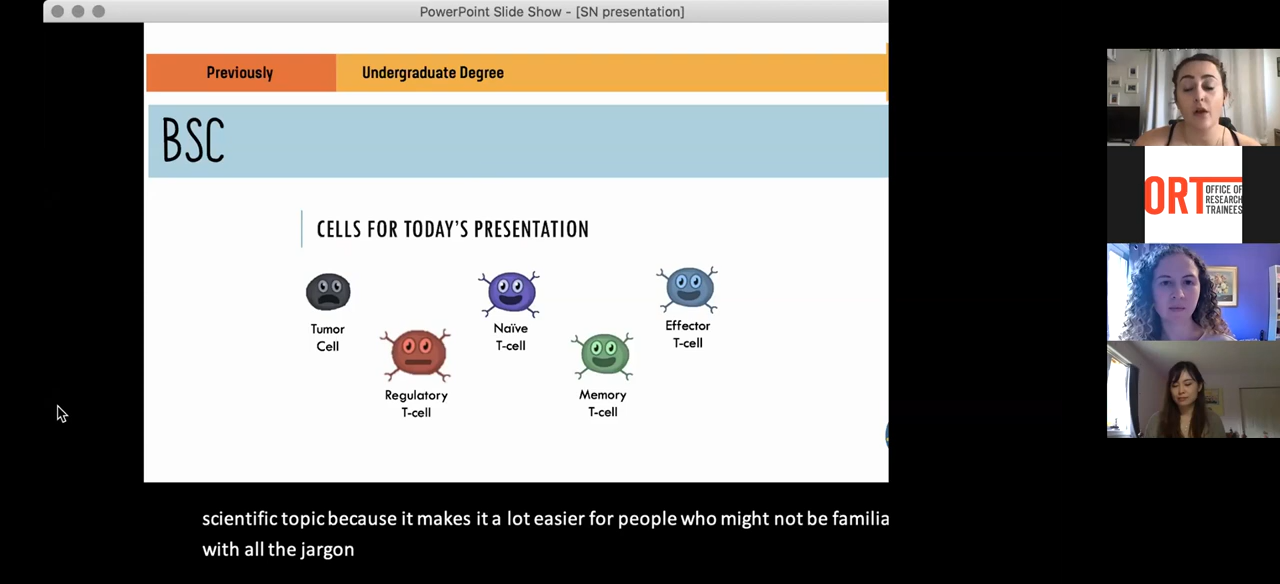 PowerPoint Slide Show - [SN presentation]
Previously
Undergraduate Degree
BSC
CELLS FOR TODAY'S PRESENTATION
Tumor
Cell
Regulatory
T-cell
Naïve
T-cell
Memory
T-cell
Effector
T-cell
ORT
OFFICE OF
RESEARCH
TRAINEES
scientific topic because it makes it a lot easier for people who might not be familia
with all the jargon